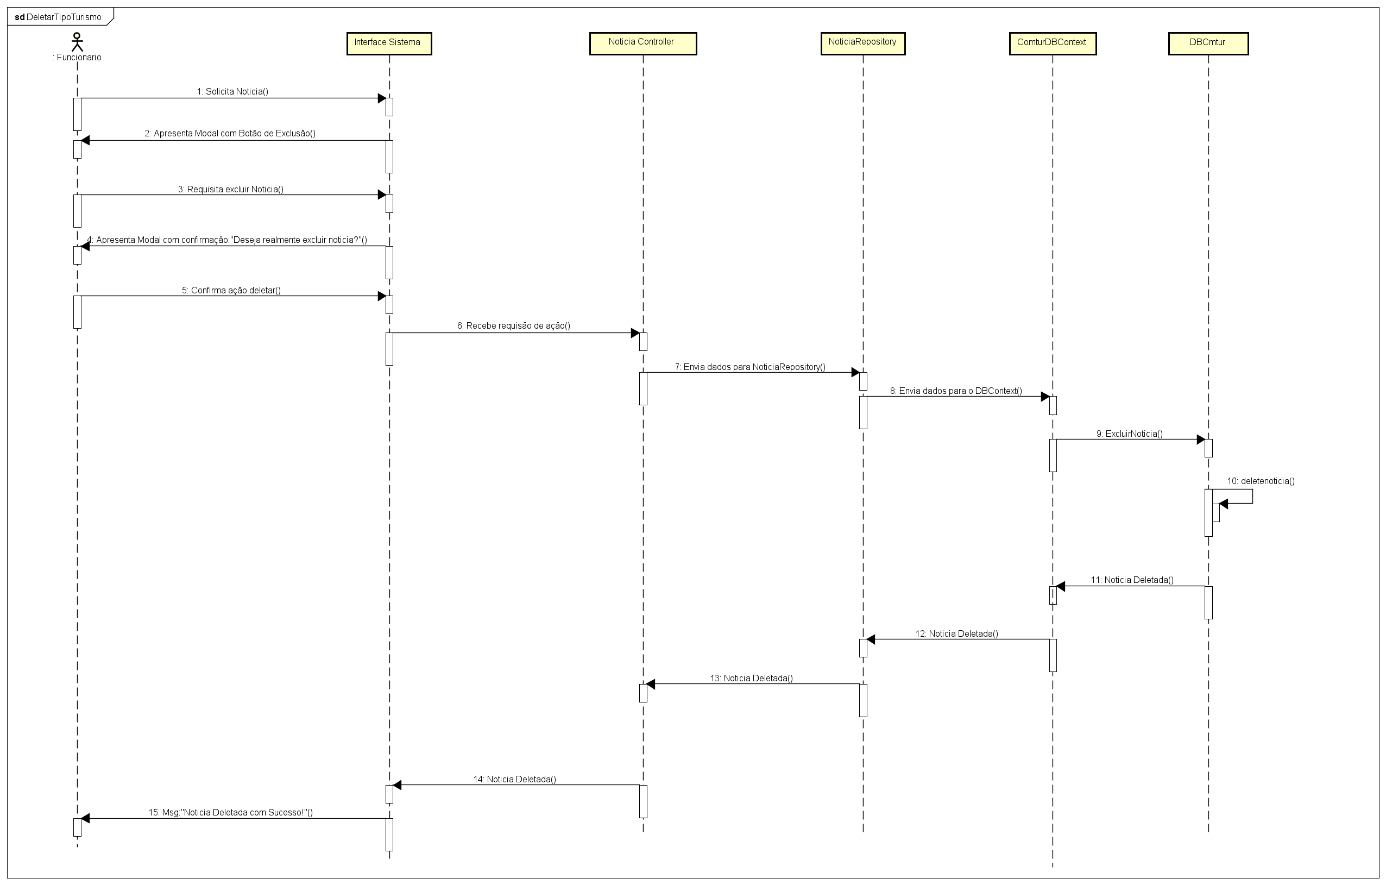 sd DeletarTipoTurismo
: Funcionario
Interface Sistema
Noticia Controller
NoticiaRepository
ComturDBContext
DBCmtur
1: Solicita Noticia()
2: Apresenta Modal com Botão de Exclusão()
3: Requisita excluir Noticia()
4: Apresenta Modal com confirmação "Deseja realmente excluir noticia?"()
5: Confirma ação deletar()
6: Recebe requisão de ação()
7: Envia dados para NoticiaRepository()
8: Envia dados para o DBContext()
9: ExcluirNoticia()
10: deletenoticia()
11: Noticia Deletada()
12: Noticia Deletada()
13: Noticia Deletada()
14: Noticia Deletada()
15: Msg:"Noticia Deletada com Sucesso!"()